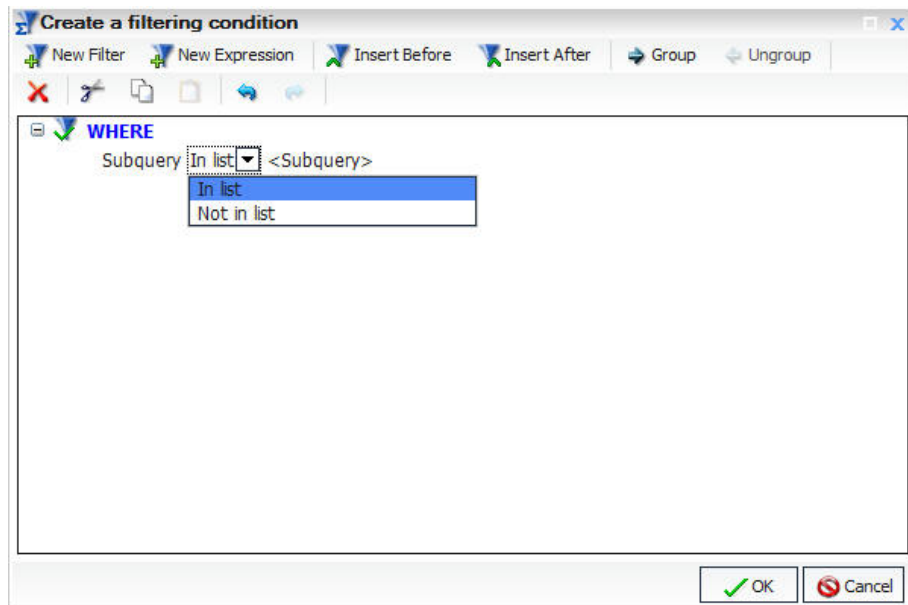 Create a filtering condition
New Filter New Expression Insert Before Insert After Group Ungroup
WHERE
Subquery In list <Subquery>
In list
Not in list
OK Cancel